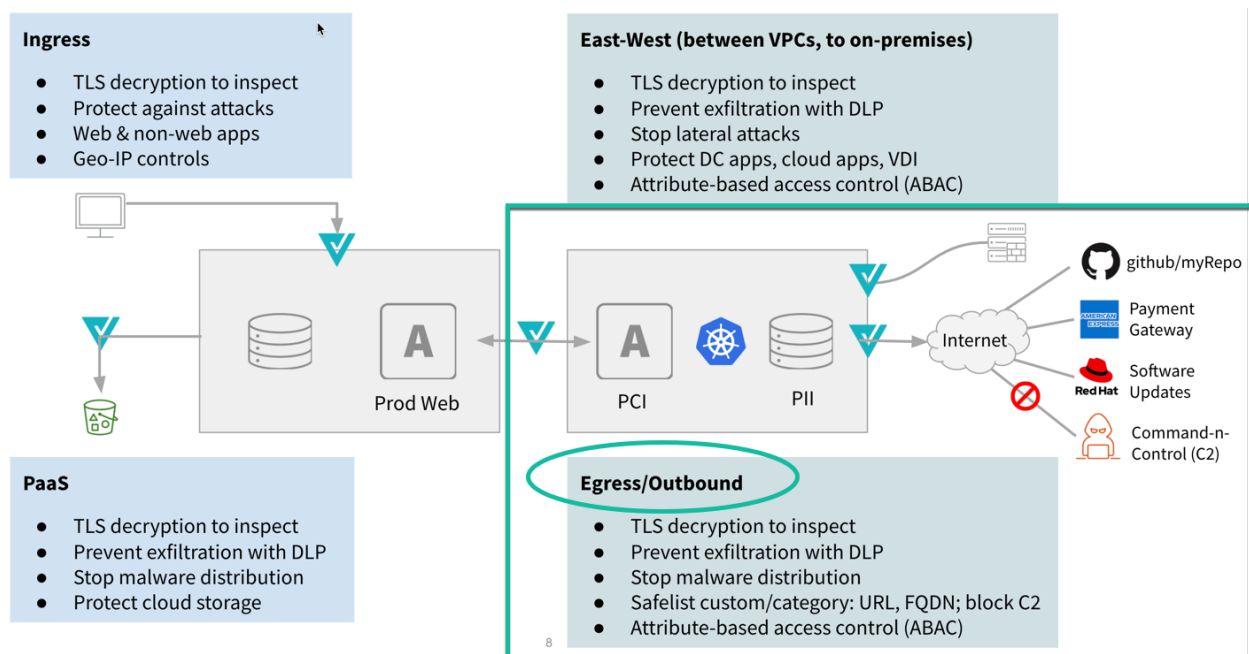 Ingress
● TLS decryption to inspect
● Protect against attacks
● Web & non-web apps
● Geo-IP controls
East-West (between VPCs, to on-premises)
● TLS decryption to inspect
● Prevent exfiltration with DLP
● Stop lateral attacks
● Protect DC apps, cloud apps, VDI
● Attribute-based access control (ABAC)
A
Prod Web
A
PCI
PII
Internet
github/myRepo
AMERICAN
EXPRESS
Payment
Gateway
Red Hat
Software
Updates
Command-n-
Control (C2)
PaaS
● TLS decryption to inspect
● Prevent exfiltration with DLP
● Stop malware distribution
● Protect cloud storage
Egress/Outbound
● TLS decryption to inspect
● Prevent exfiltration with DLP
● Stop malware distribution
● Safelist custom/category: URL, FQDN; block C2
● Attribute-based access control (ABAC)
8